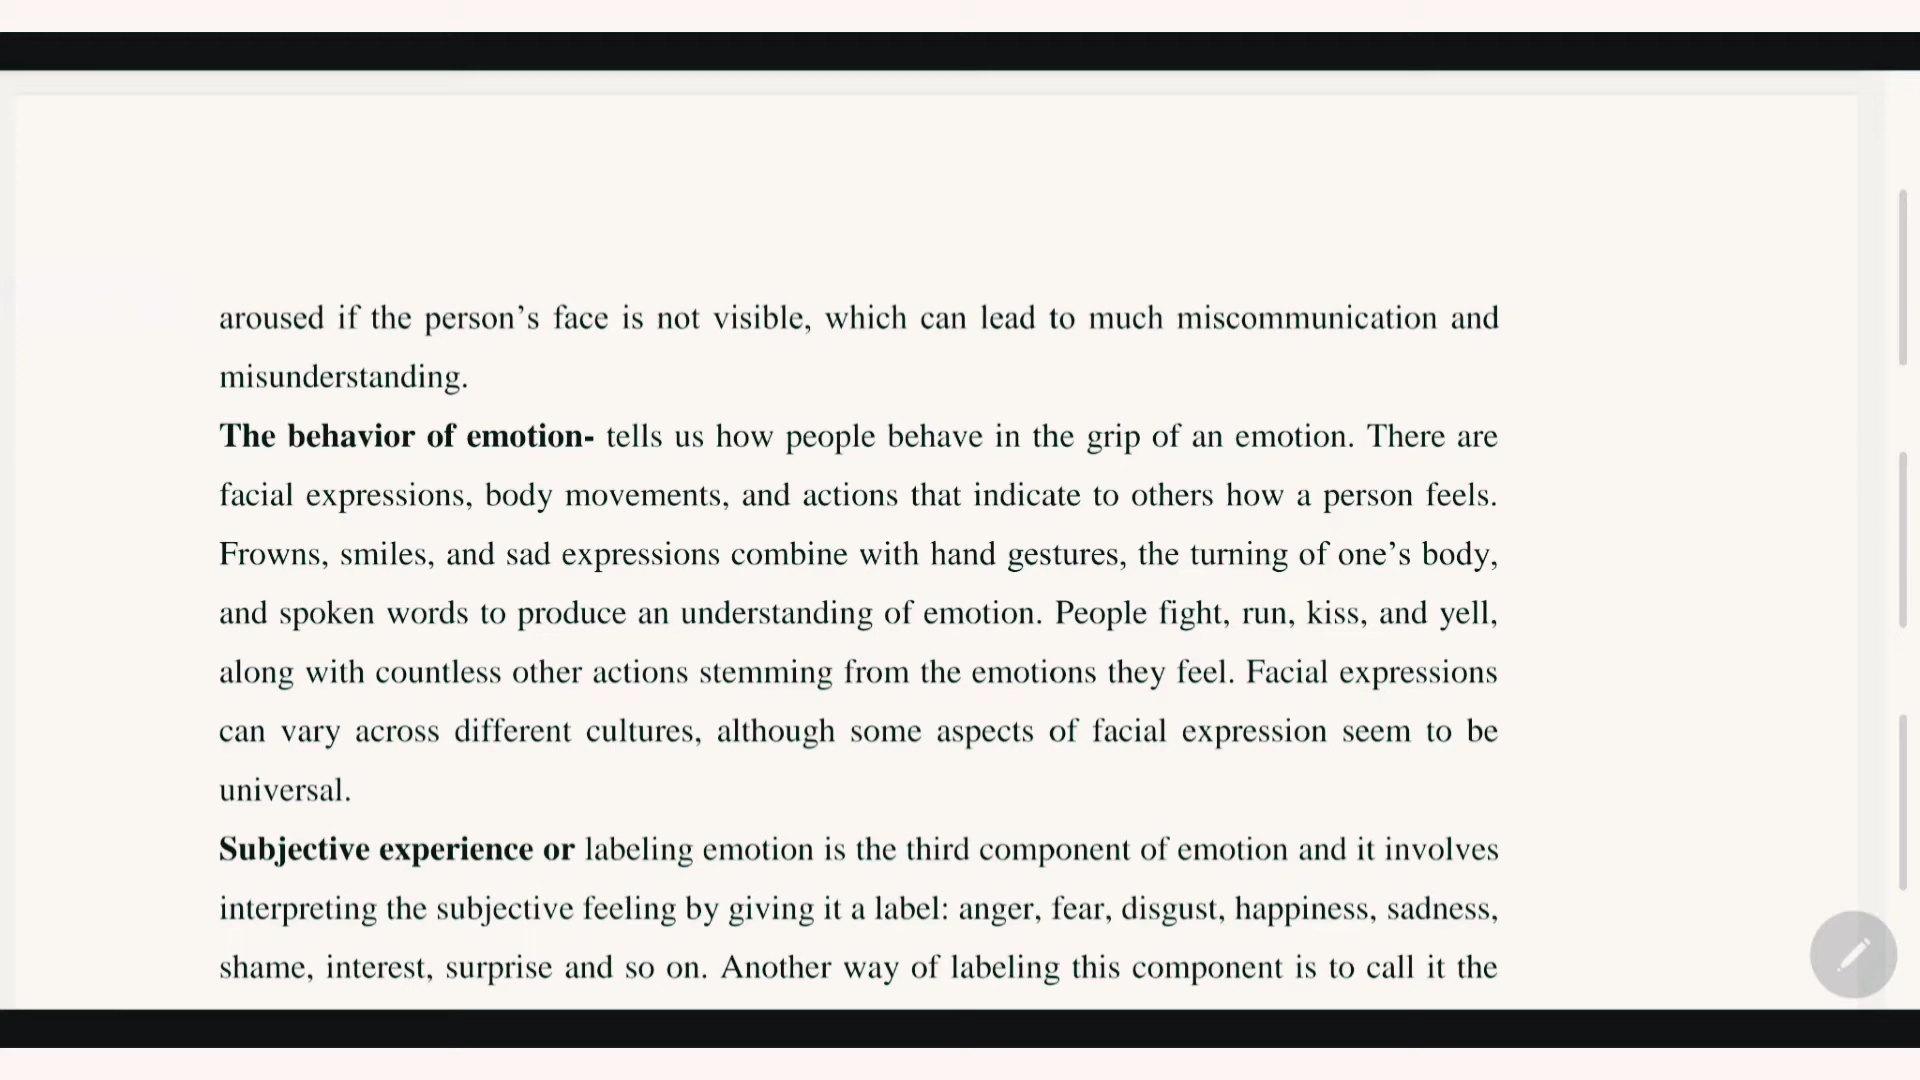 aroused if the person’s face is not visible, which can lead to much miscommunication and
misunderstanding.
The behavior of emotion- tells us how people behave in the grip of an emotion. There are
facial expressions, body movements, and actions that indicate to others how a person feels.
Frowns, smiles, and sad expressions combine with hand gestures, the turning of one’s body,
and spoken words to produce an understanding of emotion. People fight, run, kiss, and yell,
along with countless other actions stemming from the emotions they feel. Facial expressions
can vary across different cultures, although some aspects of facial expression seem to be
universal.
Subjective experience or labeling emotion is the third component of emotion and it involves
interpreting the subjective feeling by giving it a label: anger, fear, disgust, happiness, sadness,
shame, interest, surprise and so on. Another way of labeling this component is to call it the